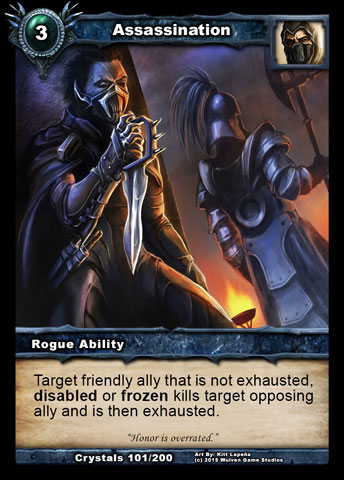 3
Assassination
Rogue Ability
Target friendly ally that is not exhausted,
disabled or frozen kills target opposing
ally and is then exhausted.
“Honor is overrated.”
Crystals 101/200
Art By: Kitt Lapeña
(c) 2015 Wulven Game Studios